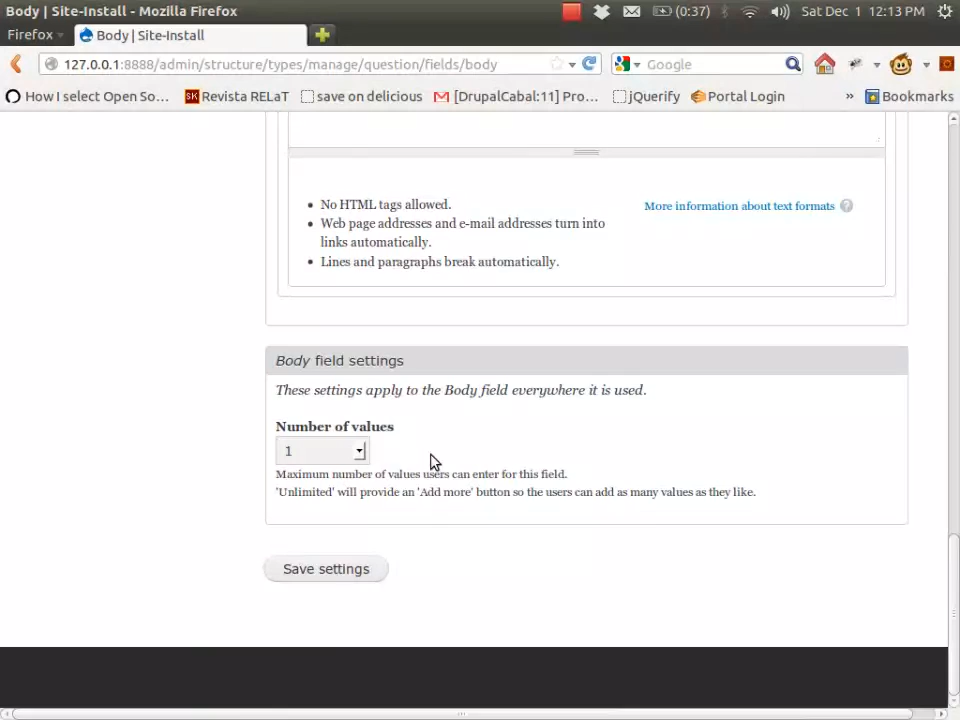 Body | Site-Install - Mozilla Firefox
(0:37)
Sat Dec 1 12:13 PM
Firefox
Body | Site-Install
127.0.0.1:8888/admin/structure/types/manage/question/fields/body
Google
How I select Open So...
SK Revista RELaT
save on delicious
[DrupalCabal:11] Pro...
jQuerify
Portal Login
»
Bookmarks
• No HTML tags allowed.
More information about text formats ?
• Web page addresses and e-mail addresses turn into
links automatically.
• Lines and paragraphs break automatically.
Body field settings
These settings apply to the Body field everywhere it is used.
Number of values
1
Maximum number of values users can enter for this field.
'Unlimited' will provide an 'Add more' button so the users can add as many values as they like.
Save settings